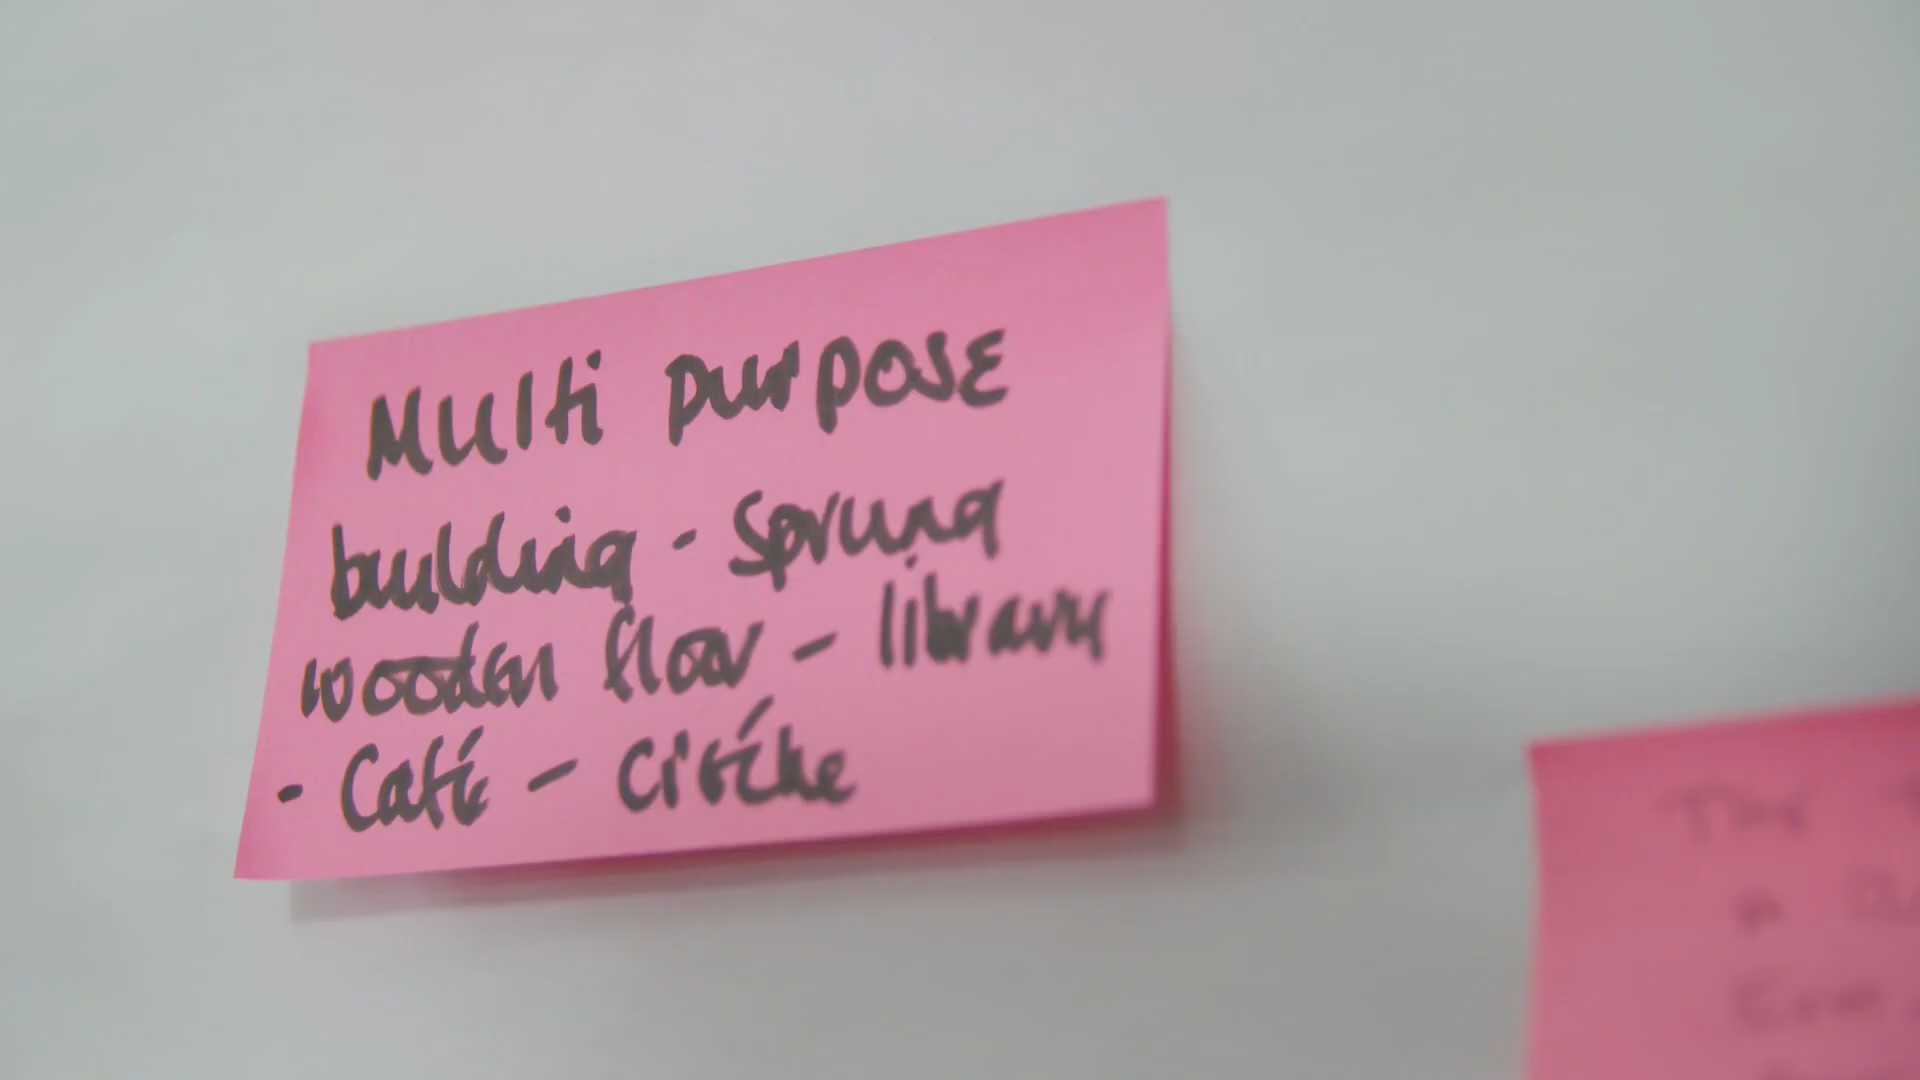 Multi purpose
building - Sprung
wooden floor - library
- Café - Crèche